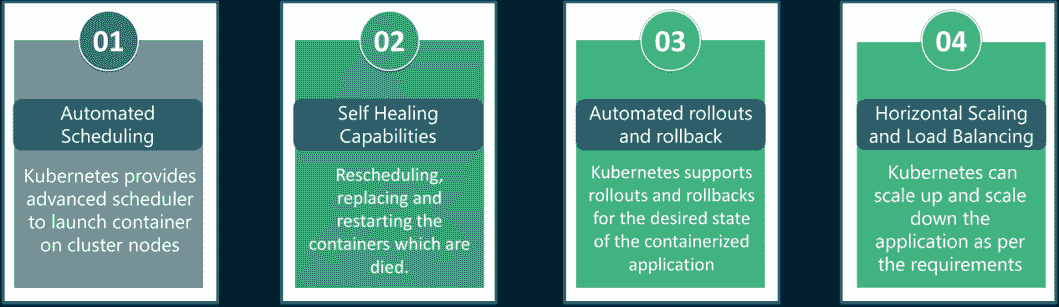 01
Automated
Scheduling
Kubernetes provides
advanced scheduler
to launch container
on cluster nodes
02
Self Healing
Capabilities
Rescheduling,
replacing and
restarting the
containers which are
died.
03
Automated rollouts
and rollback
Kubernetes supports
rollouts and rollbacks
for the desired state
of the containerized
application
04
Horizontal Scaling
and Load Balancing
Kubernetes can
scale up and scale
down the
application as per
the requirements